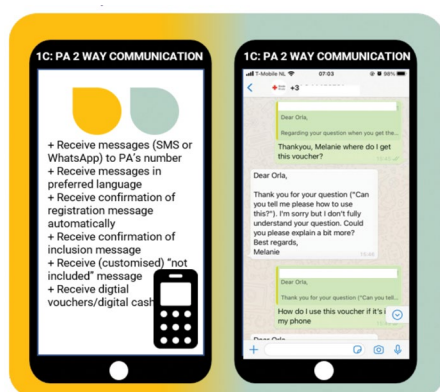 1C: PA 2 WAY COMMUNICATION
+ Receive messages (SMS or
WhatsApp) to PA's number
+ Receive messages in
preferred language
+ Receive confirmation of
registration message
automatically
+ Receive confirmation of
inclusion message
+ Receive (customised) "not
included" message
+ Receive digtial
vouchers/digital cash
1C: PA 2 WAY COMMUNICATION
T-Mobile NL
07:03
98%
+3
Dear Orla,
Regarding your question when you get the...
Thankyou, Melanie where do I get
this voucher?
Dear Orla,
Thank you for your question ("Can
you tell me please how to use
this?"). I'm sorry but I don't fully
understand your question. Could
you please explain a bit more?
Best regards,
Melanie
Dear Orla,
Thank you for your question ("Can you tell...
How do I use this voucher if it's i
my phone
Dear Orla